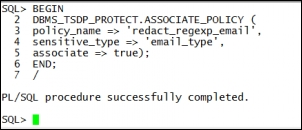 SQL> BEGIN
2 DBMS_TSDP_PROTECT.ASSOCIATE_POLICY (
3 policy_name => 'redact_regexp_email',
4 sensitive_type => 'email_type',
5 associate => true);
6 END;
7 /
PL/SQL procedure successfully completed.
SQL>